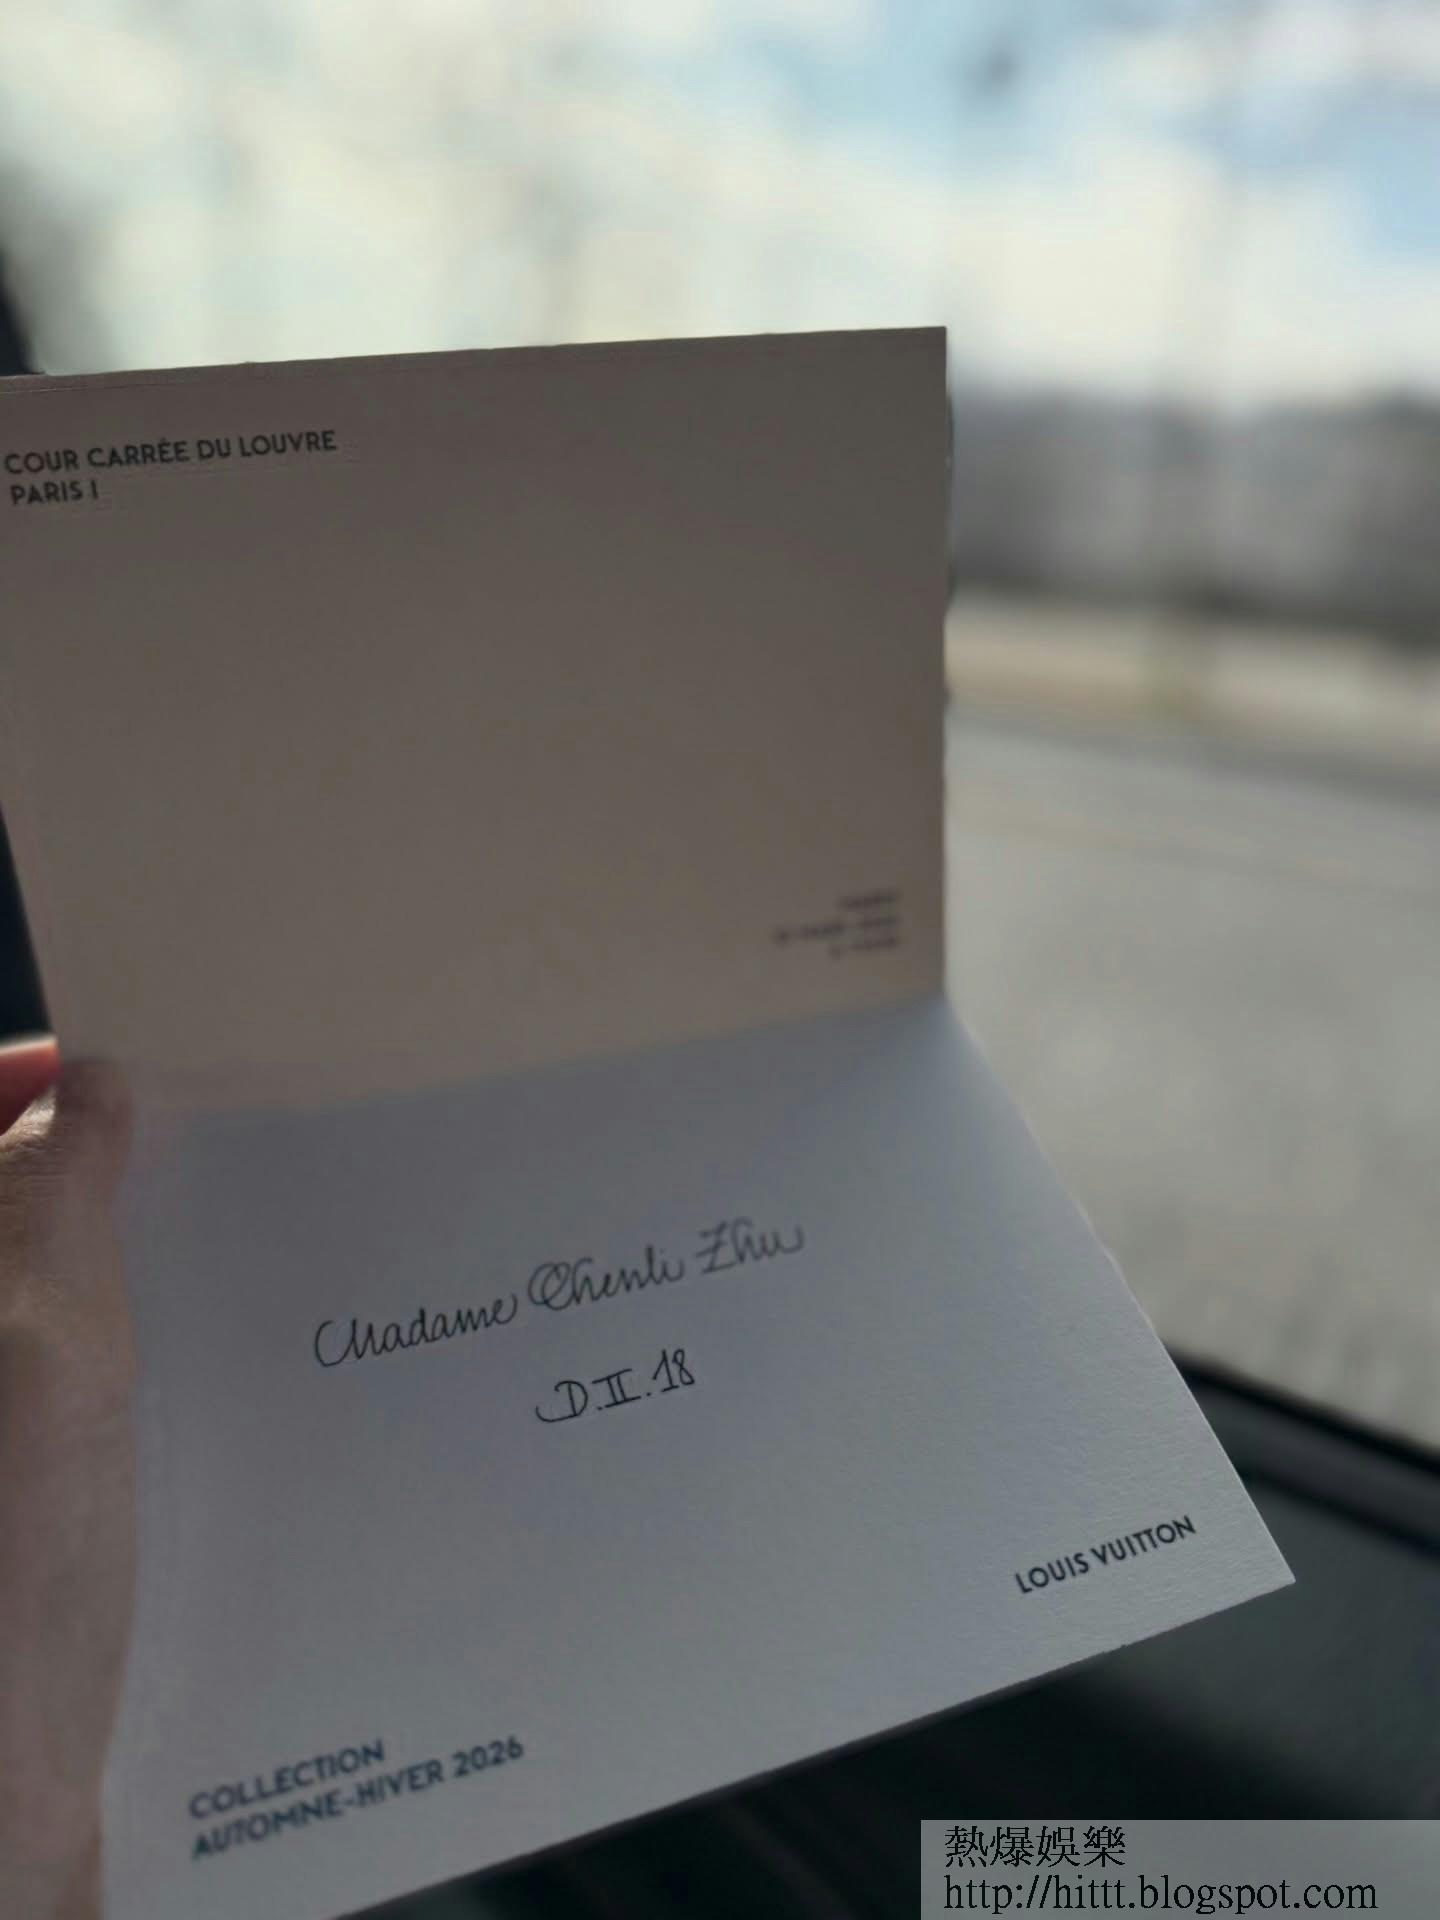 COUR CARRÉE DU LOUVRE
PARIS I
Madame Chenli Zhu
D.II.18
LOUIS VUITTON
COLLECTION
AUTOMNE-HIVER 2026
熱爆娛樂
http://hittt.blogspot.com